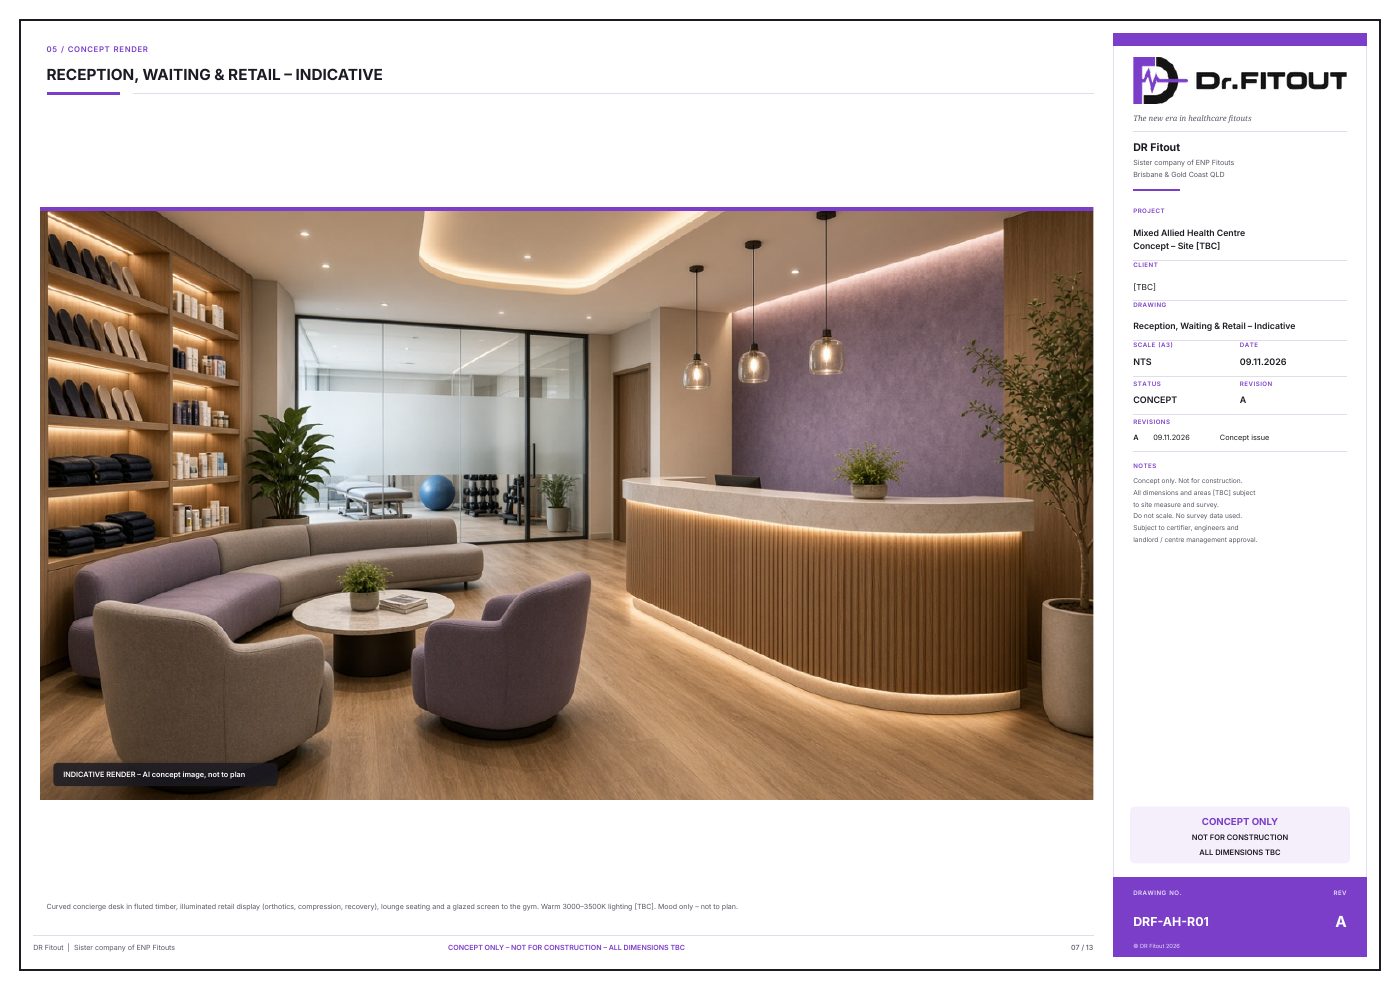 05 / CONCEPT RENDER
RECEPTION, WAITING & RETAIL – INDICATIVE
INDICATIVE RENDER – AI concept image, not to plan
Curved concierge desk in fluted timber, illuminated retail display (orthotics, compression, recovery), lounge seating and a glazed screen to the gym. Warm 3000–3500K lighting [TBC]. Mood only – not to plan.
DR Fitout | Sister company of ENP Fitouts
CONCEPT ONLY – NOT FOR CONSTRUCTION – ALL DIMENSIONS TBC
07 / 13
Dr.FITOUT
The new era in healthcare fitouts
DR Fitout
Sister company of ENP Fitouts
Brisbane & Gold Coast QLD
PROJECT
Mixed Allied Health Centre
Concept – Site [TBC]
CLIENT
[TBC]
DRAWING
Reception, Waiting & Retail – Indicative
SCALE (A3) DATE
NTS 09.11.2026
STATUS REVISION
CONCEPT A
REVISIONS
A 09.11.2026 Concept issue
NOTES
Concept only. Not for construction.
All dimensions and areas [TBC] subject
to site measure and survey.
Do not scale. No survey data used.
Subject to certifier, engineers and
landlord / centre management approval.
CONCEPT ONLY
NOT FOR CONSTRUCTION
ALL DIMENSIONS TBC
DRAWING NO. REV
DRF-AH-R01 A
© DR Fitout 2026